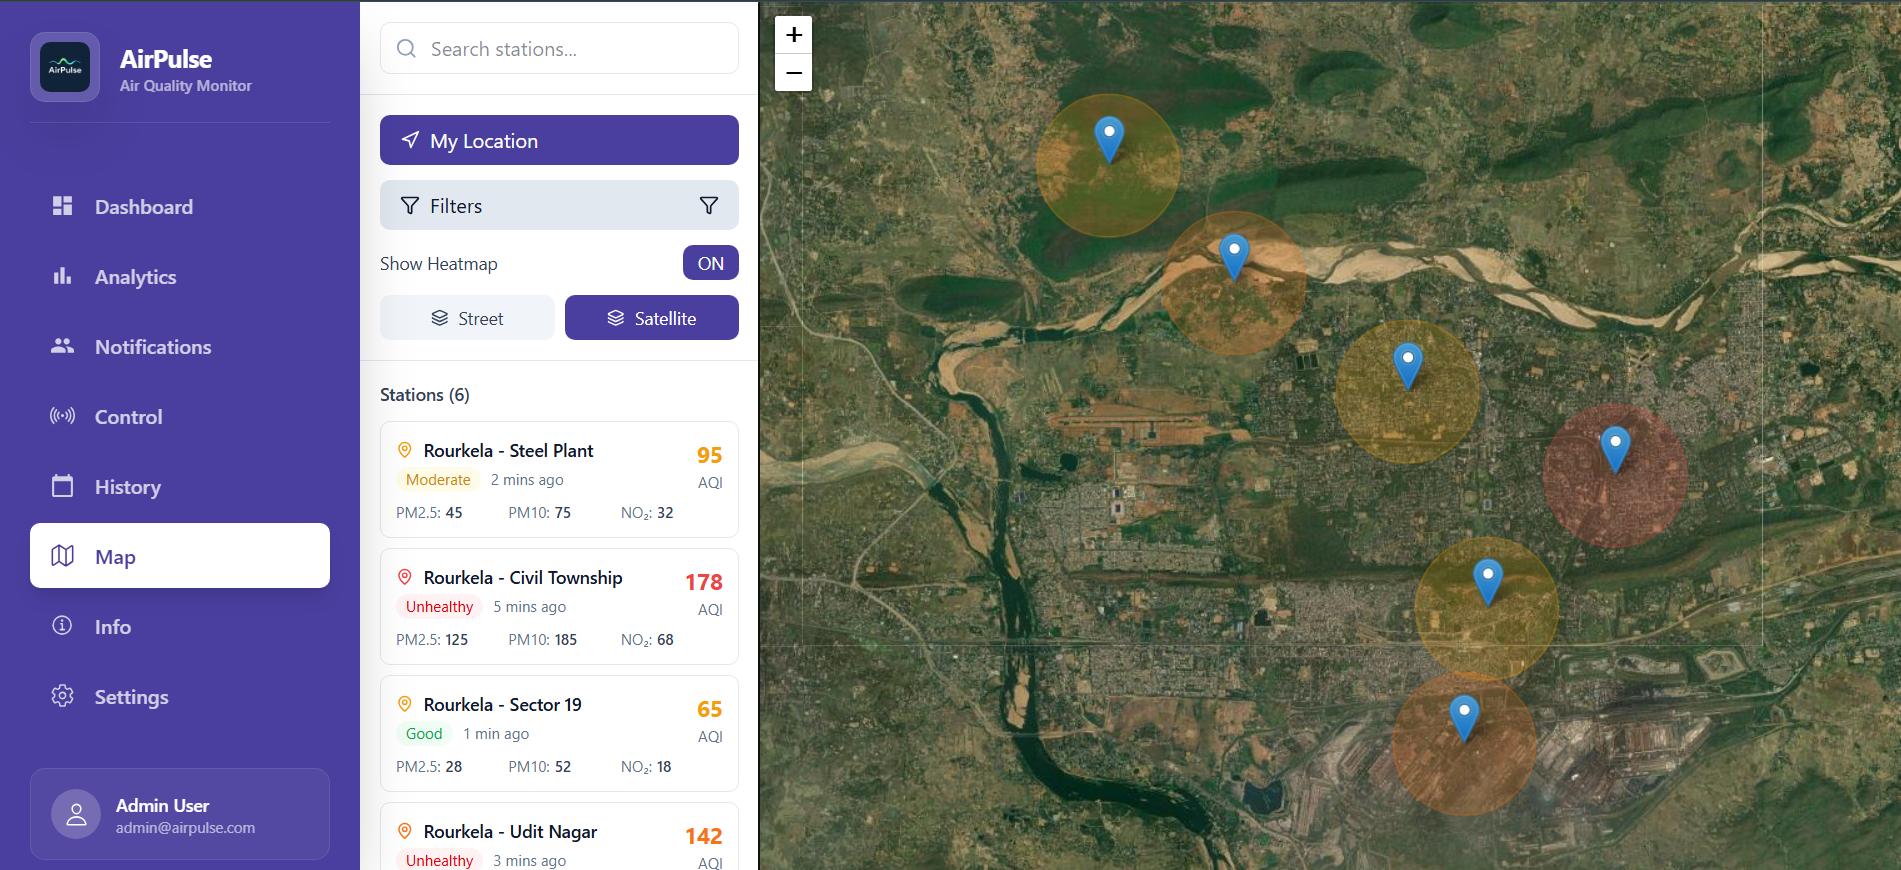 AirPulse
AirPulse
Air Quality Monitor
Dashboard
Analytics
Notifications
Control
History
Map
Info
Settings
Admin User
admin@airpulse.com
Search stations...
My Location
Filters
Show Heatmap ON
Street Satellite
Stations (6)
Rourkela - Steel Plant 95
Moderate 2 mins ago AQI
PM2.5: 45 PM10: 75 NO₂: 32
Rourkela - Civil Township 178
Unhealthy 5 mins ago AQI
PM2.5: 125 PM10: 185 NO₂: 68
Rourkela - Sector 19 65
Good 1 min ago AQI
PM2.5: 28 PM10: 52 NO₂: 18
Rourkela - Udit Nagar 142
Unhealthy 3 mins ago AQI
+
−